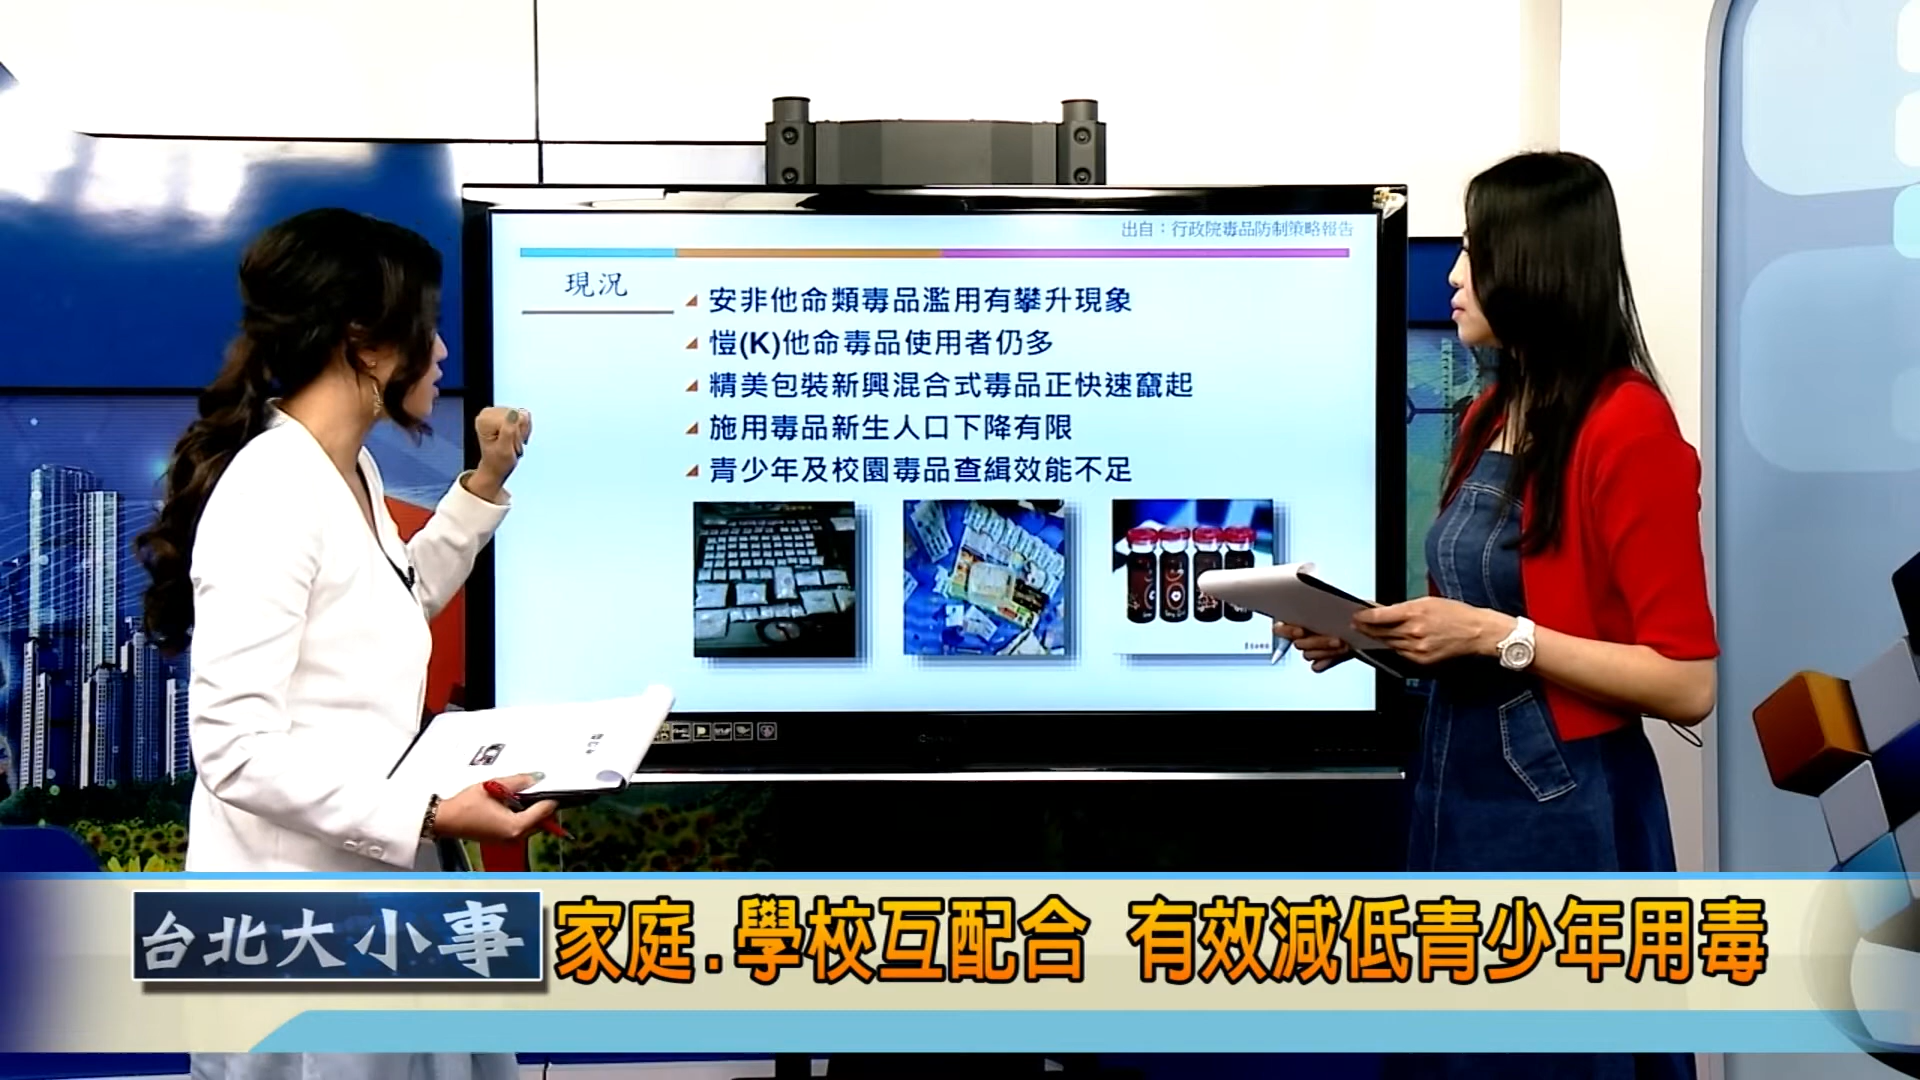 出自：行政院毒品防制策略報告
現況
安非他命類毒品濫用有攀升現象
愷(K)他命毒品使用者仍多
精美包裝新興混合式毒品正快速竄起
施用毒品新生人口下降有限
青少年及校園毒品查緝效能不足
台北大小事
家庭.學校互配合 有效減低青少年用毒